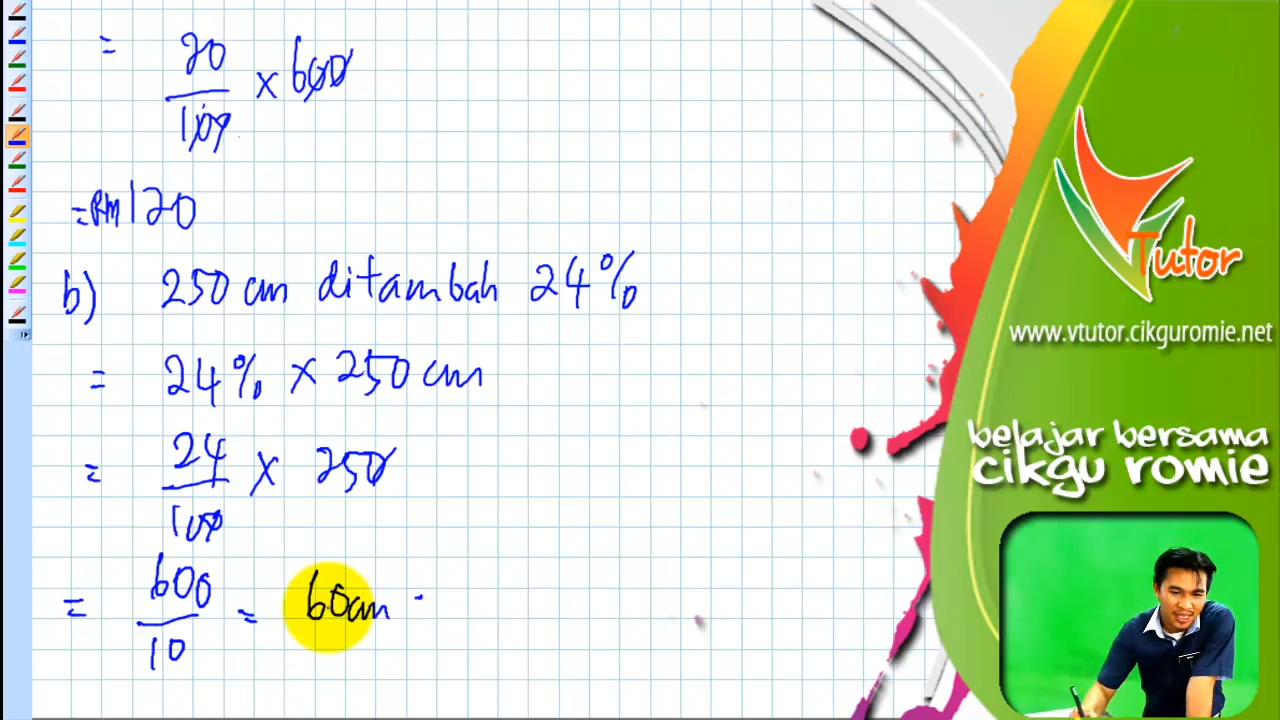 = 20/100 × 600
= RM120
b) 250 cm ditambah 24%
= 24% × 250 cm
= 24/100 × 250
= 600/10 = 60cm
VTutor
www.vtutor.cikguromie.net
belajar bersama
cikgu romie